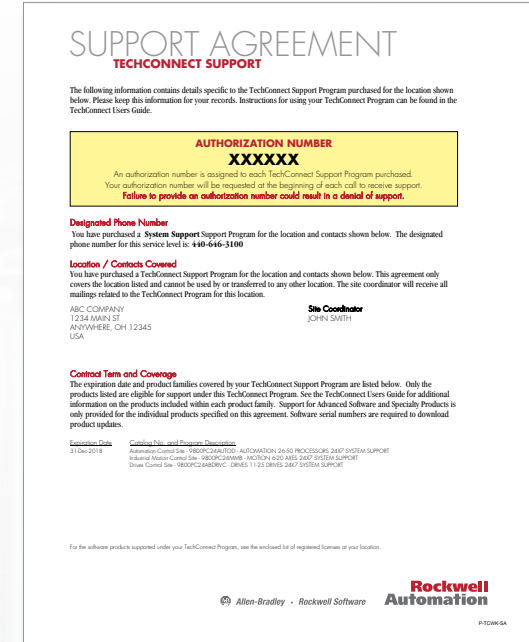 SUPPORT AGREEMENT
TECHCONNECT SUPPORT
The following information contains details specific to the TechConnect Support Program purchased for the location shown
below. Please keep this information for your records. Instructions for using your TechConnect Program can be found in the
TechConnect Users Guide.
AUTHORIZATION NUMBER
XXXXXX
An authorization number is assigned to each TechConnect Support Program purchased.
Your authorization number will be requested at the beginning of each call to receive support.
Failure to provide an authorization number could result in a denial of support.
Designated Phone Number
You have purchased a System Support Support Program for the location and contacts shown below. The designated
phone number for this service level is: 440-646-3100
Location / Contacts Covered
You have purchased a TechConnect Support Program for the location and contacts shown below. This agreement only
covers the location listed and cannot be used by or transferred to any other location. The site coordinator will receive all
mailings related to the TechConnect Program for this location.
ABC COMPANY
1234 MAIN ST
ANYWHERE, OH 12345
USA
Site Coordinator
JOHN SMITH
Contract Term and Coverage
The expiration date and product families covered by your TechConnect Support Program are listed below. Only the
products listed are eligible for support under this TechConnect Program. See the TechConnect Users Guide for additional
information on the products included within each product family. Support for Advanced Software and Specialty Products is
only provided for the individual products specified on this agreement. Software serial numbers are required to download
product updates.
Expiration Date Catalog No. and Program Description
31-Dec-2018 Automation Control Site - 9800PC24AUTOD - AUTOMATION 26-50 PROCESSORS 24X7 SYSTEM SUPPORT
Industrial Motion Control Site - 9800PC24MMB - MOTION 6-20 AXES 24X7 SYSTEM SUPPORT
Drives Control Site - 9800PC24ABDRIVC - DRIVES 11-25 DRIVES 24X7 SYSTEM SUPPORT
For the software products supported under your TechConnect Program, see the enclosed list of registered licenses at your location.
Allen-Bradley • Rockwell Software
Rockwell
Automation
P-TCWK-SA